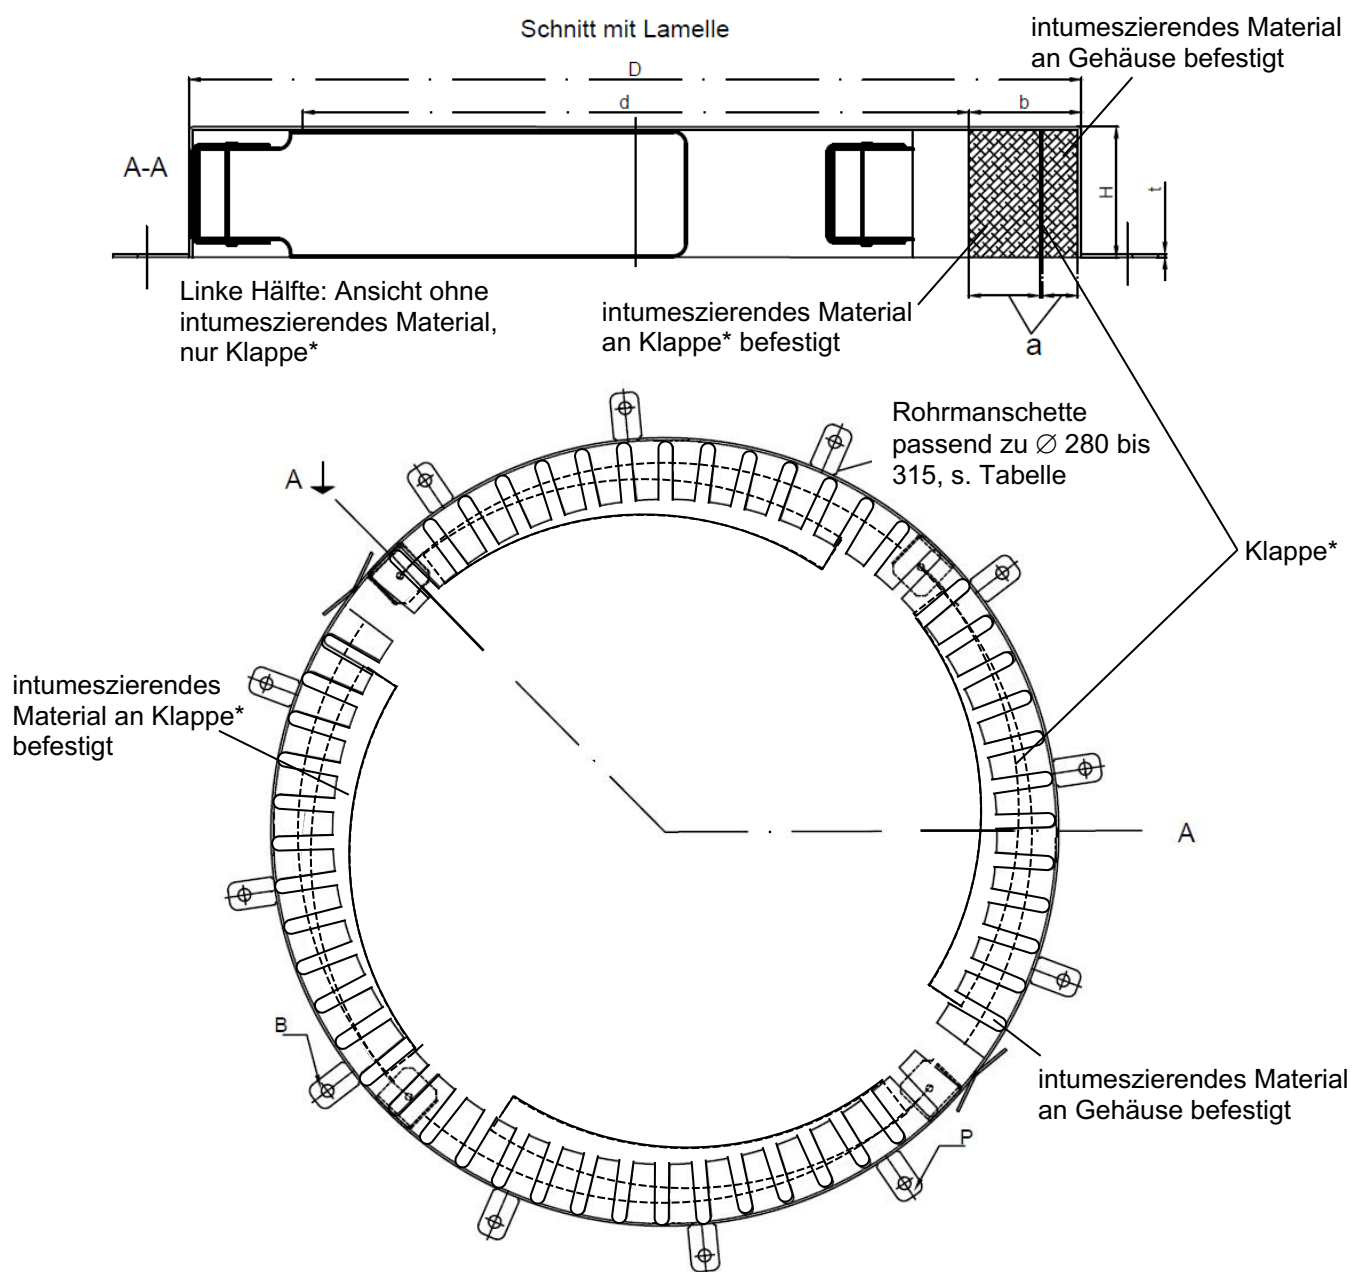 Schnitt mit Lamelle
intumeszierendes Material
an Gehäuse befestigt
D
d
b
A-A
H
t
Linke Hälfte: Ansicht ohne
intumeszierendes Material,
nur Klappe*
intumeszierendes Material
an Klappe* befestigt
a
Rohrmanschette
passend zu ∅ 280 bis
315, s. Tabelle
A
Klappe*
intumeszierendes
Material an Klappe*
befestigt
A
B
intumeszierendes Material
an Gehäuse befestigt
P